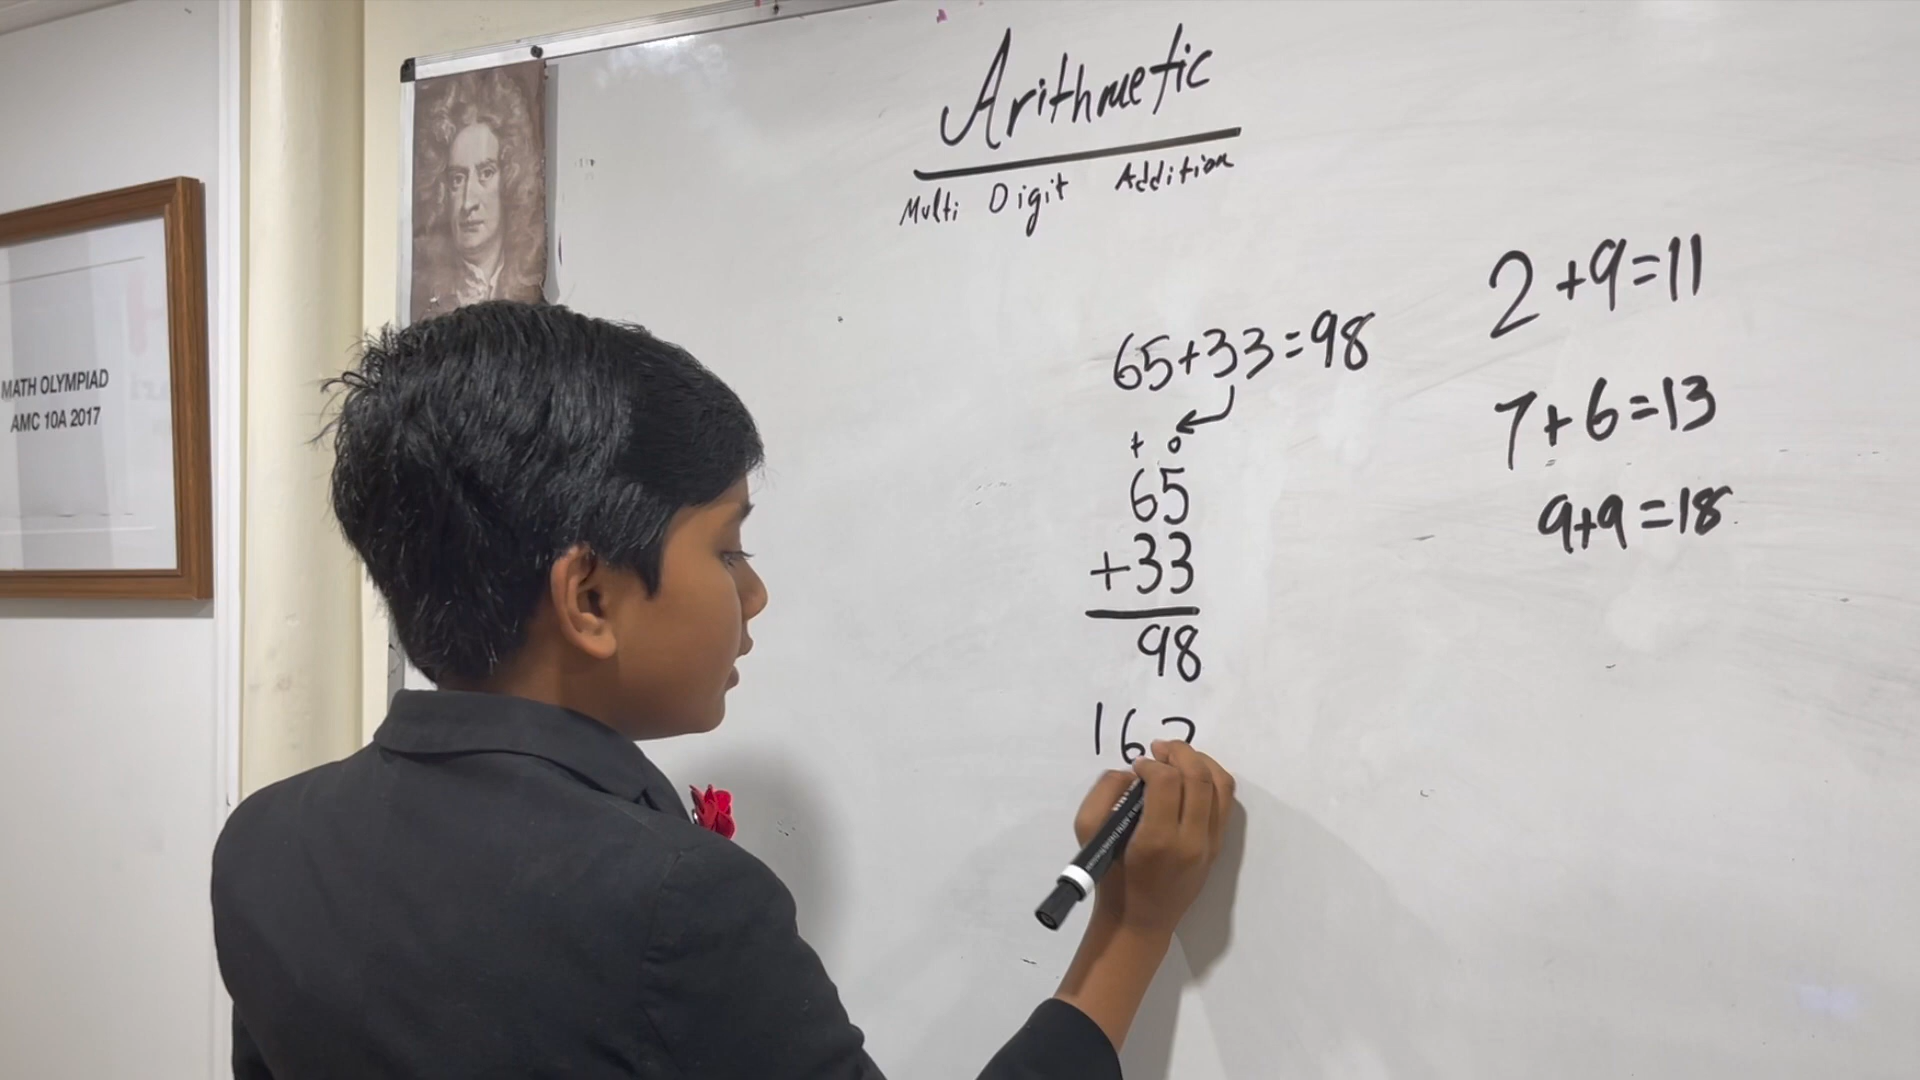 Arithmetic
Multi Digit Addition
MATH OLYMPIAD
AMC 10A 2017
65+33=98
+ o
65
+33
98
16
2+9=11
7+6=13
9+9=18